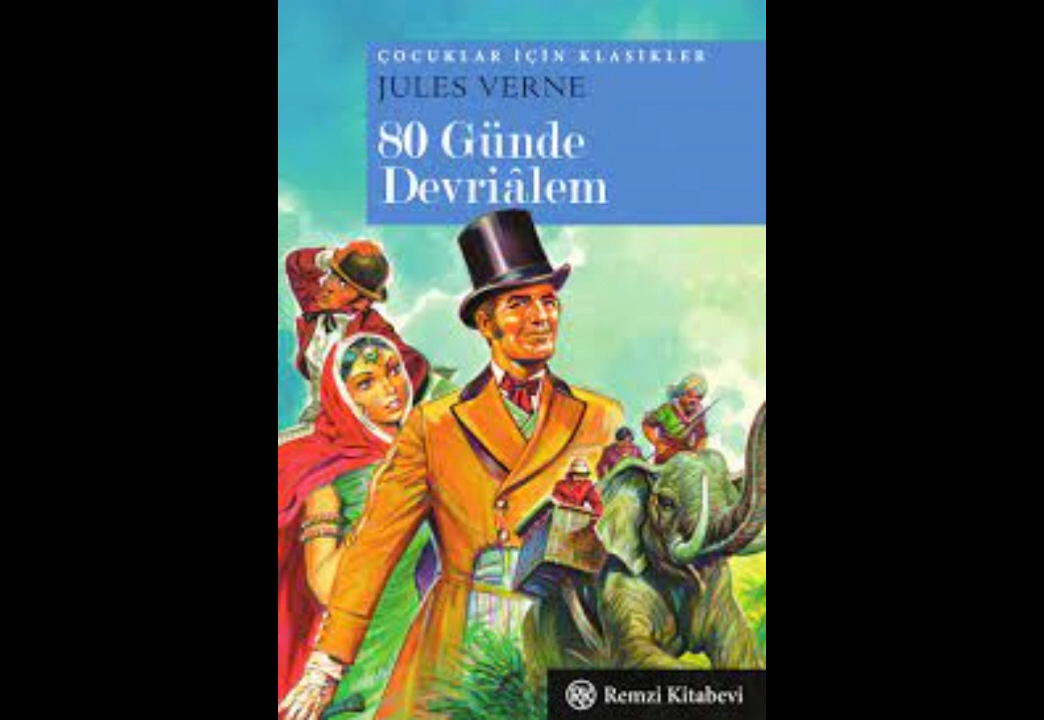 ÇOCUKLAR İÇİN KLASİKLER
JULES VERNE
80 Günde
Devriâlem
Remzi Kitabevi